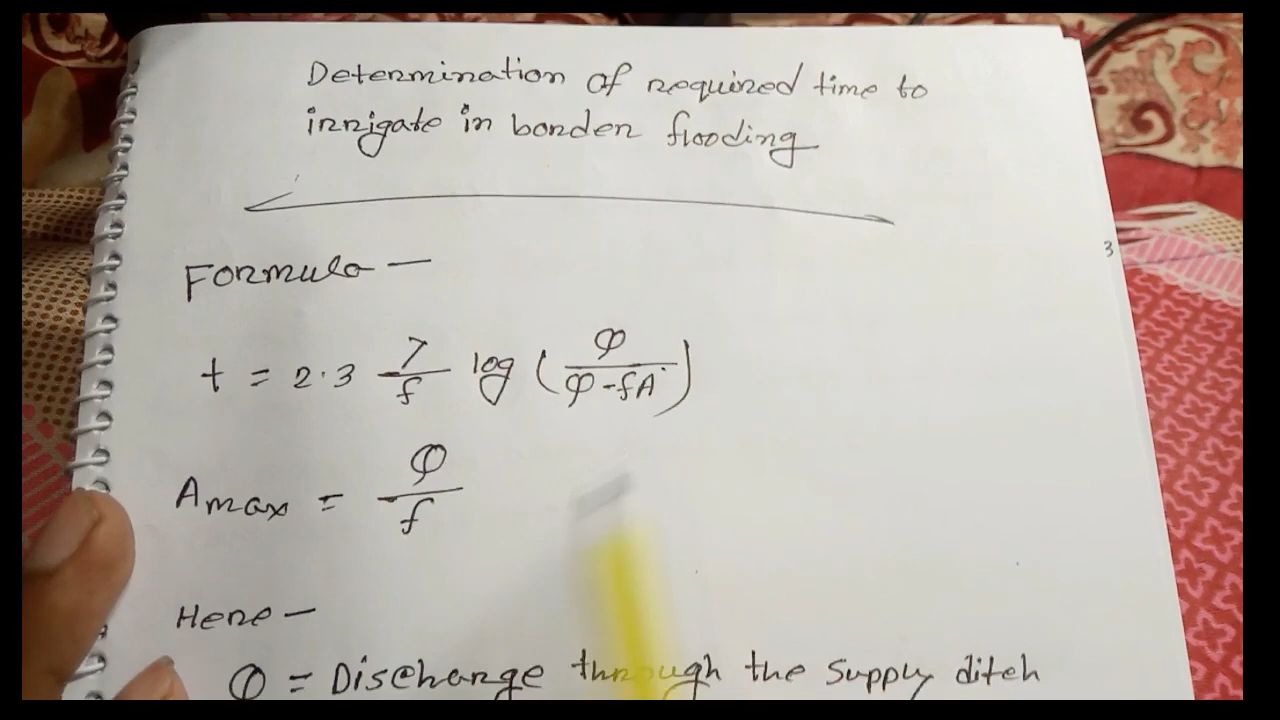 Determination of required time to
irrigate in border flooding
Formula —
t = 2.3 y/f log (Q/(Q-fA))
Amax = Q/f
Here —
Q = Discharge through the supply ditch
3